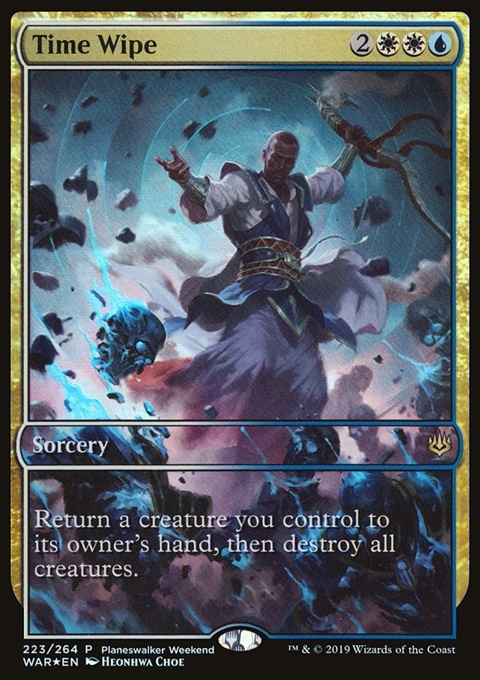 Time Wipe 2
Sorcery
Return a creature you control to
its owner's hand, then destroy all
creatures.
223/264 P Planeswalker Weekend
WAR★EN Heonhwa Choe
™ & © 2019 Wizards of the Coast